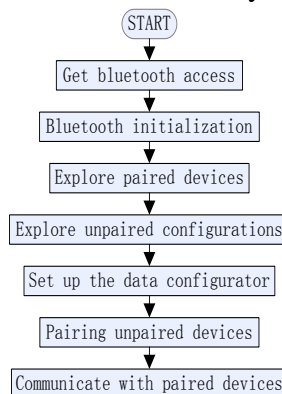 START
Get bluetooth access
Bluetooth initialization
Explore paired devices
Explore unpaired configurations
Set up the data configurator
Pairing unpaired devices
Communicate with paired devices